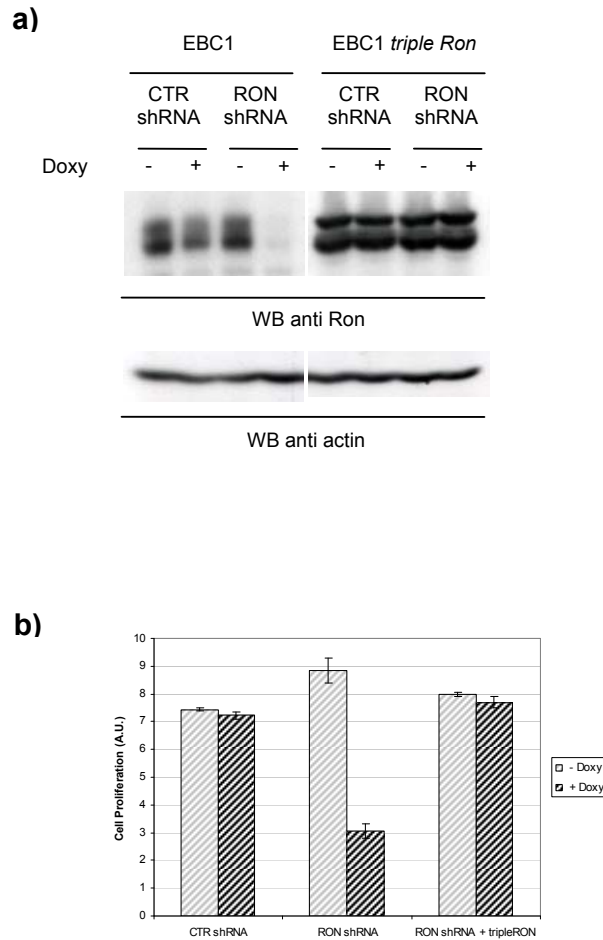 a)
EBC1 EBC1 triple Ron
CTR shRNA RON shRNA CTR shRNA RON shRNA
Doxy - + - + - + - +
WB anti Ron
WB anti actin
b)
10
9
8
7
6
5
4
3
2
1
0
Cell Proliferation (A.U.)
CTR shRNA RON shRNA RON shRNA + tripleRON
- Doxy
+ Doxy